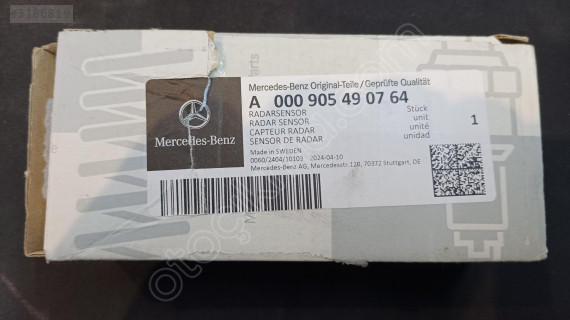 #3186819
Mercedes-Benz Original-Teile/Geprüfte Qualität
A 000 905 49 07 64
RADARSENSOR Stück
RADAR SENSOR unit
CAPTEUR RADAR unité
SENSOR DE RADAR unidad
1
Made in SWEDEN
0060/2404/10103 2024-04-10
Mercedes-Benz AG, Mercedesstr. 120, 70372 Stuttgart, DE
Mercedes-Benz